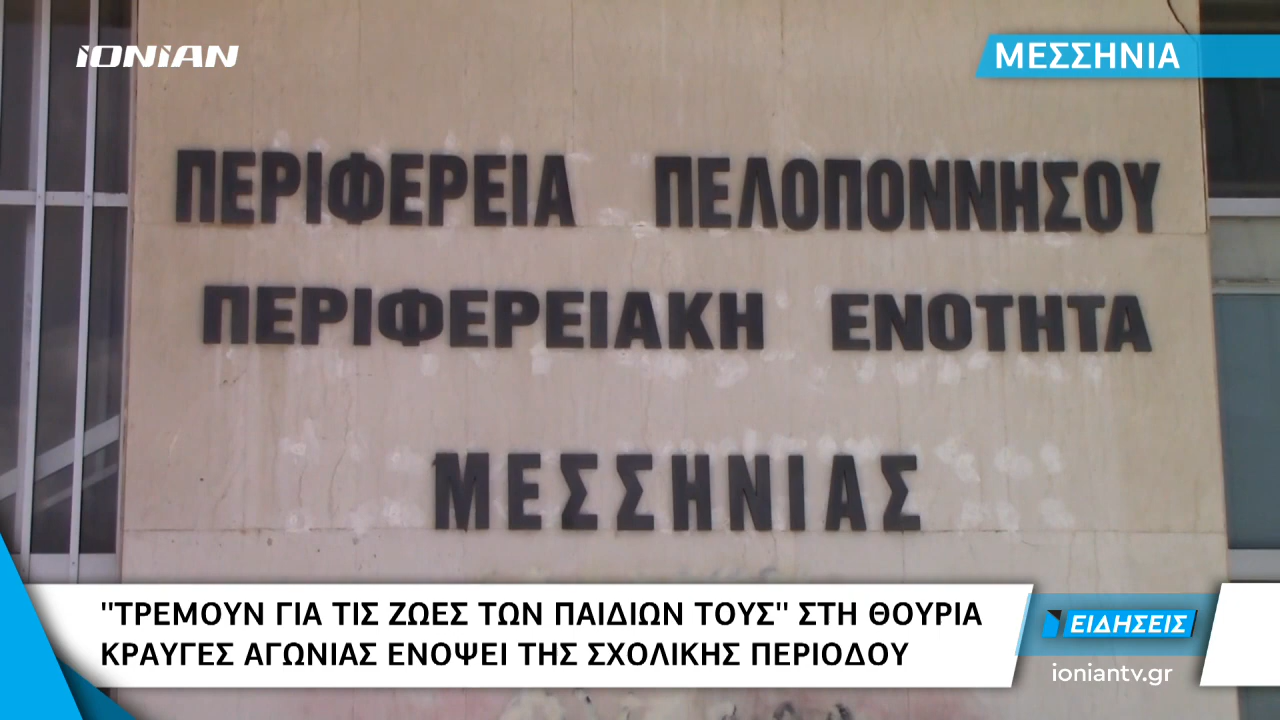 IONIAN
ΜΕΣΣΗΝΙΑ
ΠΕΡΙΦΕΡΕΙΑ ΠΕΛΟΠΟΝΝΗΣΟΥ
ΠΕΡΙΦΕΡΕΙΑΚΗ ΕΝΟΤΗΤΑ
ΜΕΣΣΗΝΙΑΣ
"ΤΡΕΜΟΥΝ ΓΙΑ ΤΙΣ ΖΩΕΣ ΤΩΝ ΠΑΙΔΙΩΝ ΤΟΥΣ" ΣΤΗ ΘΟΥΡΙΑ
ΚΡΑΥΓΕΣ ΑΓΩΝΙΑΣ ΕΝΟΨΕΙ ΤΗΣ ΣΧΟΛΙΚΗΣ ΠΕΡΙΟΔΟΥ
ΕΙΔΗΣΕΙΣ
ioniantv.gr